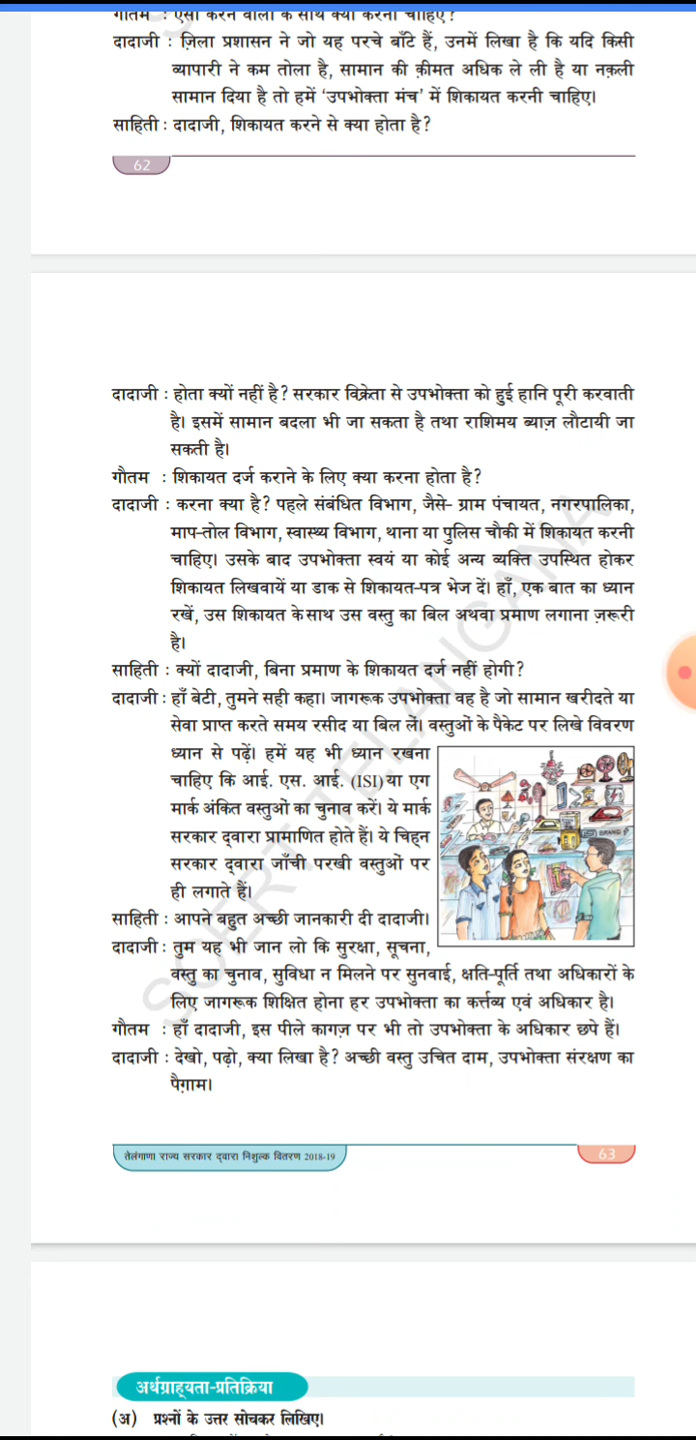 गौतम : ऐसा करने वालों के साथ क्या करना चाहिए?
दादाजी : ज़िला प्रशासन ने जो यह परचे बाँटे हैं, उनमें लिखा है कि यदि किसी
व्यापारी ने कम तोला है, सामान की क़ीमत अधिक ले ली है या नक़ली
सामान दिया है तो हमें ‘उपभोक्ता मंच’ में शिकायत करनी चाहिए।
साहिती : दादाजी, शिकायत करने से क्या होता है?
62
दादाजी : होता क्यों नहीं है? सरकार विक्रेता से उपभोक्ता को हुई हानि पूरी करवाती
है। इसमें सामान बदला भी जा सकता है तथा राशिमय ब्याज़ लौटायी जा
सकती है।
गौतम : शिकायत दर्ज कराने के लिए क्या करना होता है?
दादाजी : करना क्या है? पहले संबंधित विभाग, जैसे- ग्राम पंचायत, नगरपालिका,
माप-तोल विभाग, स्वास्थ्य विभाग, थाना या पुलिस चौकी में शिकायत करनी
चाहिए। उसके बाद उपभोक्ता स्वयं या कोई अन्य व्यक्ति उपस्थित होकर
शिकायत लिखवायें या डाक से शिकायत-पत्र भेज दें। हाँ, एक बात का ध्यान
रखें, उस शिकायत के साथ उस वस्तु का बिल अथवा प्रमाण लगाना ज़रूरी
है।
साहिती : क्यों दादाजी, बिना प्रमाण के शिकायत दर्ज नहीं होगी?
दादाजी : हाँ बेटी, तुमने सही कहा। जागरूक उपभोक्ता वह है जो सामान खरीदते या
सेवा प्राप्त करते समय रसीद या बिल लें। वस्तुओं के पैकेट पर लिखे विवरण
ध्यान से पढ़ें। हमें यह भी ध्यान रखना
चाहिए कि आई. एस. आई. (ISI) या एग
मार्क अंकित वस्तुओं का चुनाव करें। ये मार्क
सरकार द्वारा प्रामाणित होते हैं। ये चिह्न
सरकार द्वारा जाँची परखी वस्तुओं पर
ही लगाते हैं।
साहिती : आपने बहुत अच्छी जानकारी दी दादाजी।
दादाजी : तुम यह भी जान लो कि सुरक्षा, सूचना,
वस्तु का चुनाव, सुविधा न मिलने पर सुनवाई, क्षति-पूर्ति तथा अधिकारों के
लिए जागरूक शिक्षित होना हर उपभोक्ता का कर्त्तव्य एवं अधिकार है।
गौतम : हाँ दादाजी, इस पीले कागज़ पर भी तो उपभोक्ता के अधिकार छपे हैं।
दादाजी : देखो, पढ़ो, क्या लिखा है? अच्छी वस्तु उचित दाम, उपभोक्ता संरक्षण का
पैग़ाम।
BRAND
SCERT TELANGANA
तेलंगाणा राज्य सरकार द्वारा निशुल्क वितरण 2018-19
63
अर्थग्राह्यता-प्रतिक्रिया
(अ) प्रश्नों के उत्तर सोचकर लिखिए।